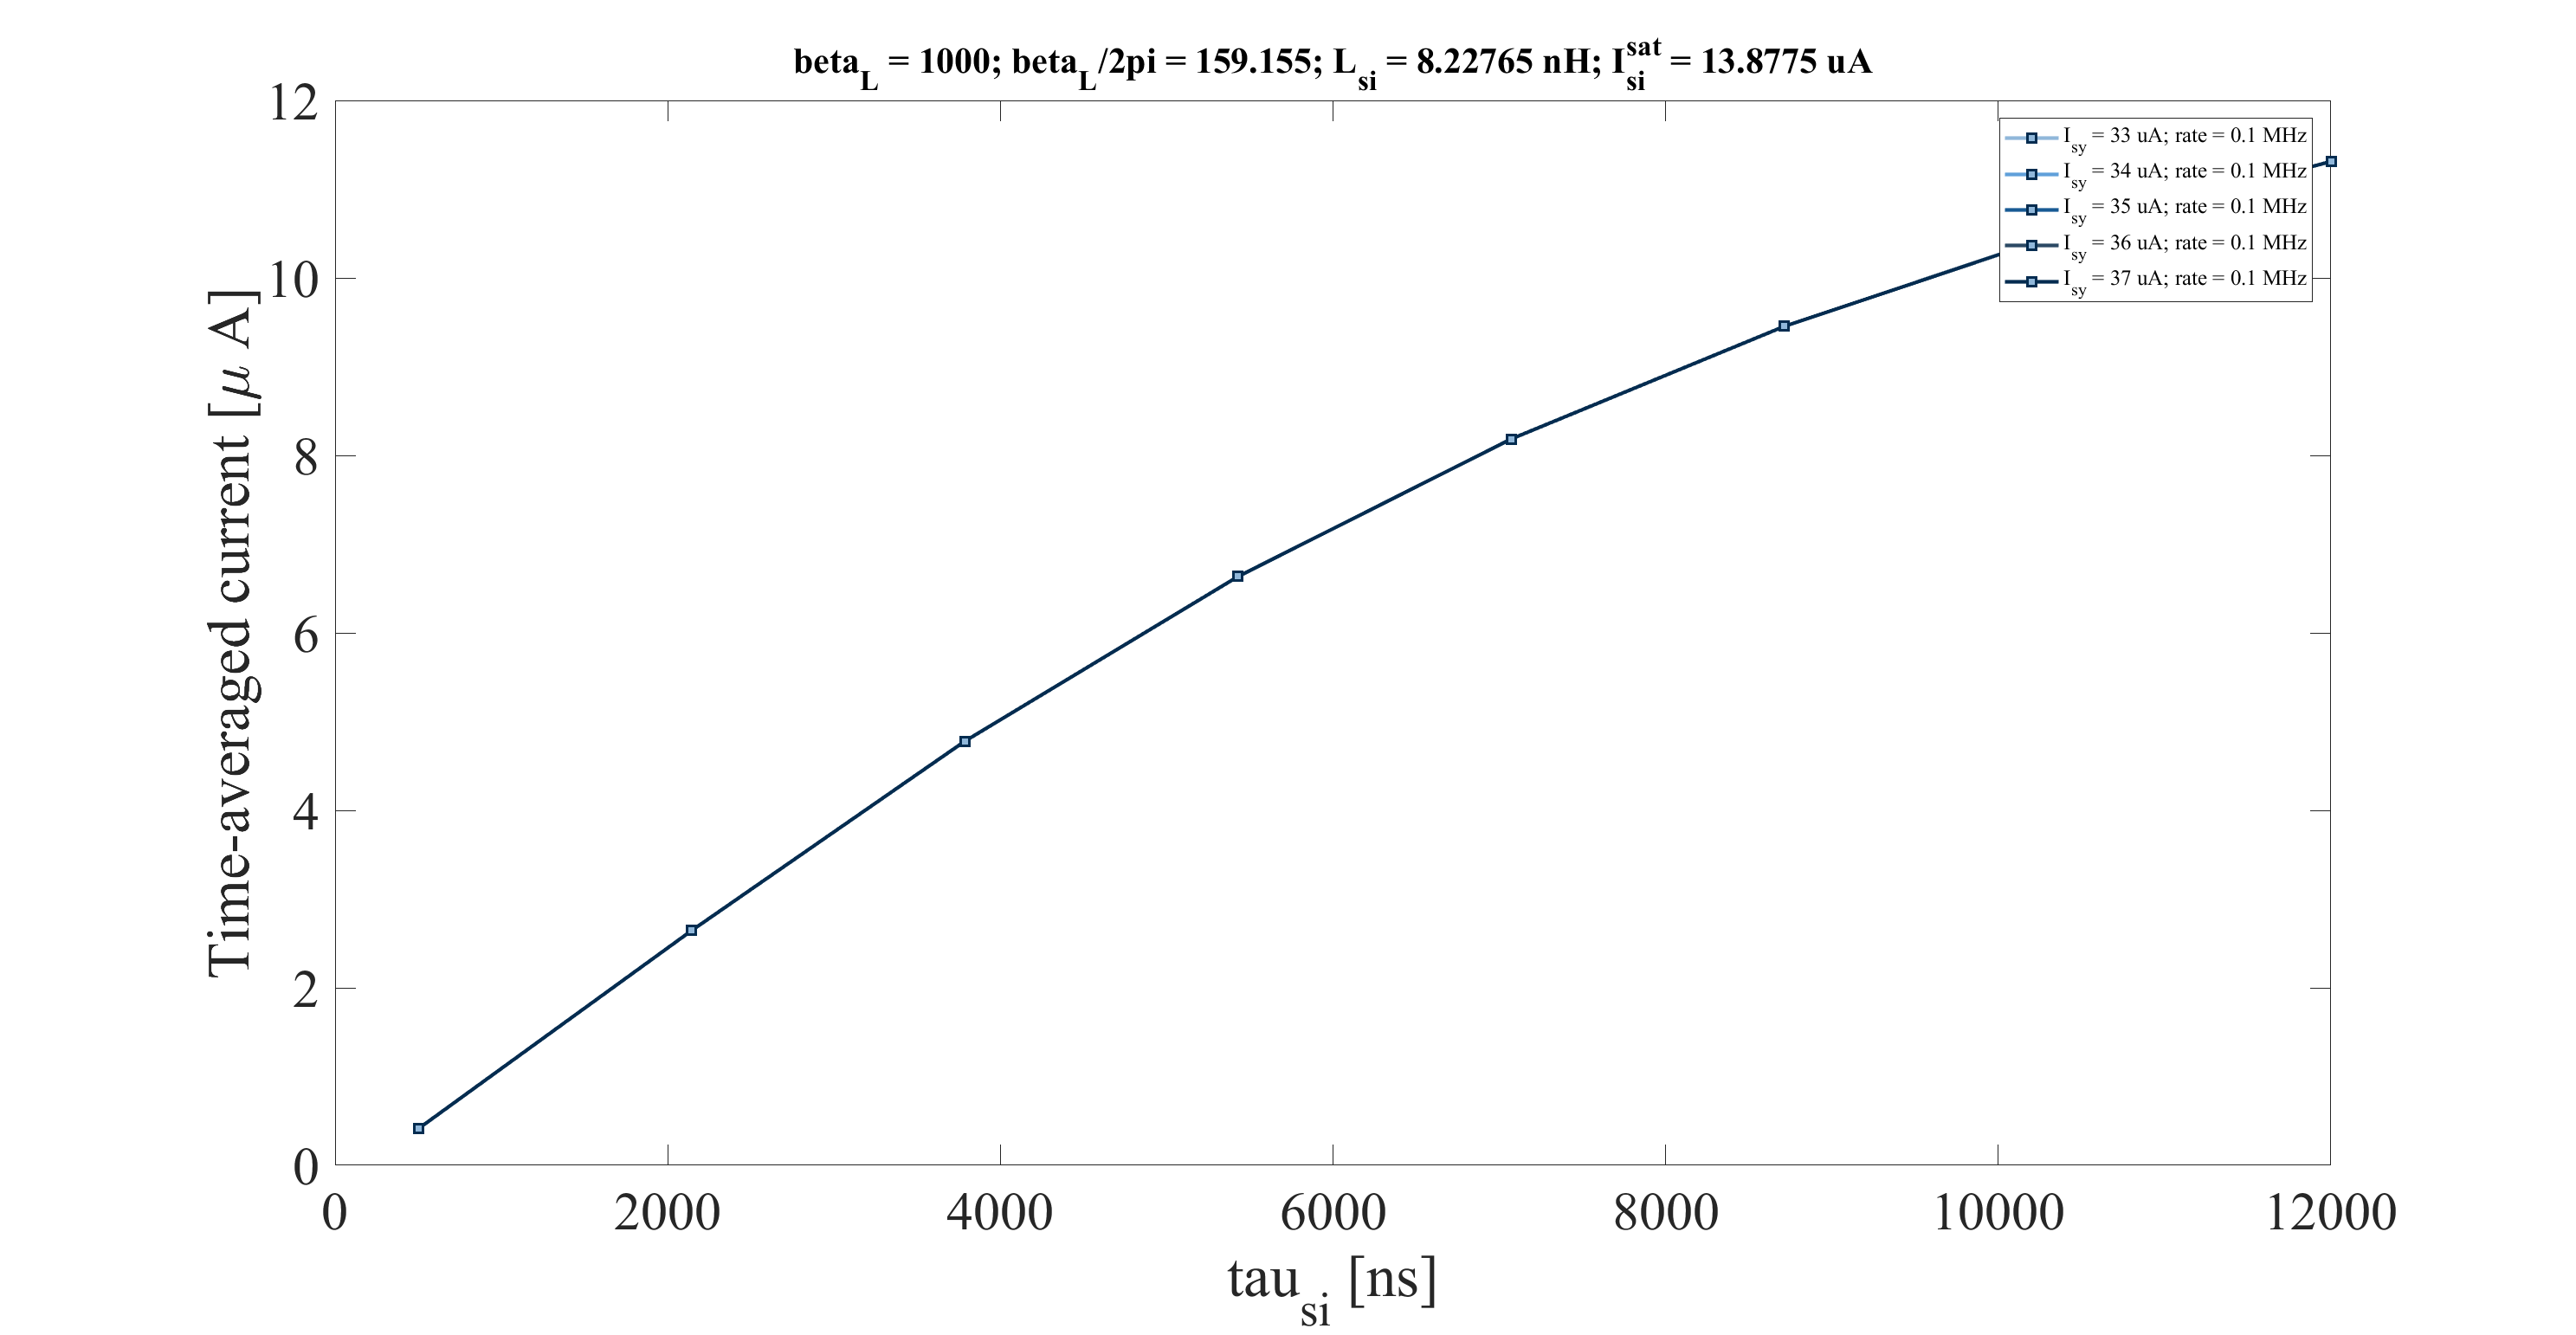 beta_L = 1000; beta_L/2pi = 159.155; L_si = 8.22765 nH; I_si^sat = 13.8775 uA
12
10
8
6
4
2
0
Time-averaged current [μ A]
I_sy = 33 uA; rate = 0.1 MHz
I_sy = 34 uA; rate = 0.1 MHz
I_sy = 35 uA; rate = 0.1 MHz
I_sy = 36 uA; rate = 0.1 MHz
I_sy = 37 uA; rate = 0.1 MHz
0 2000 4000 6000 8000 10000 12000
tau_si [ns]